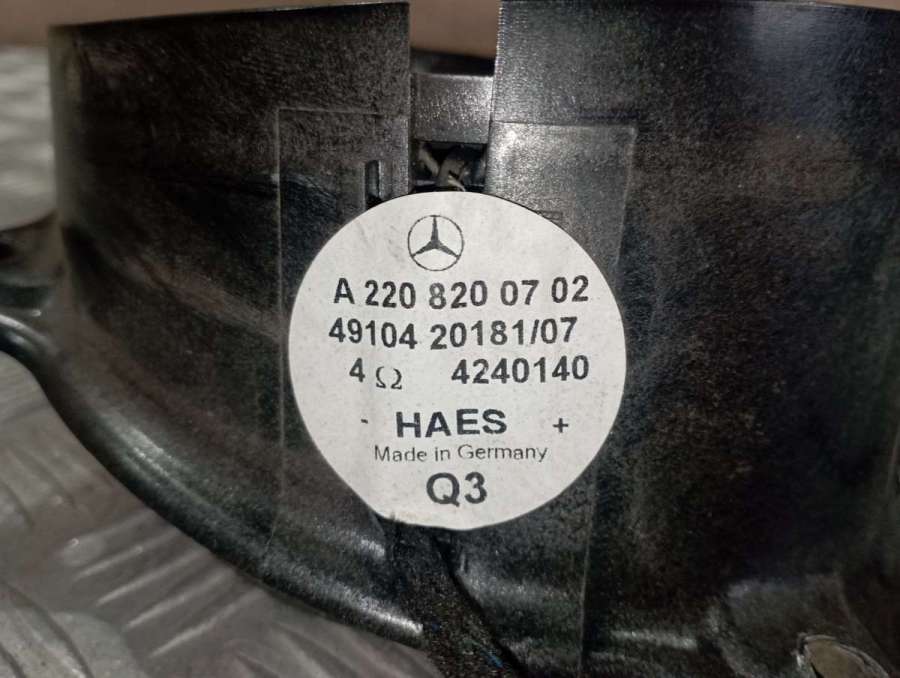 A 220 820 07 02
49104 20181/07
4 Ω 4240140
- HAES +
Made in Germany
Q3